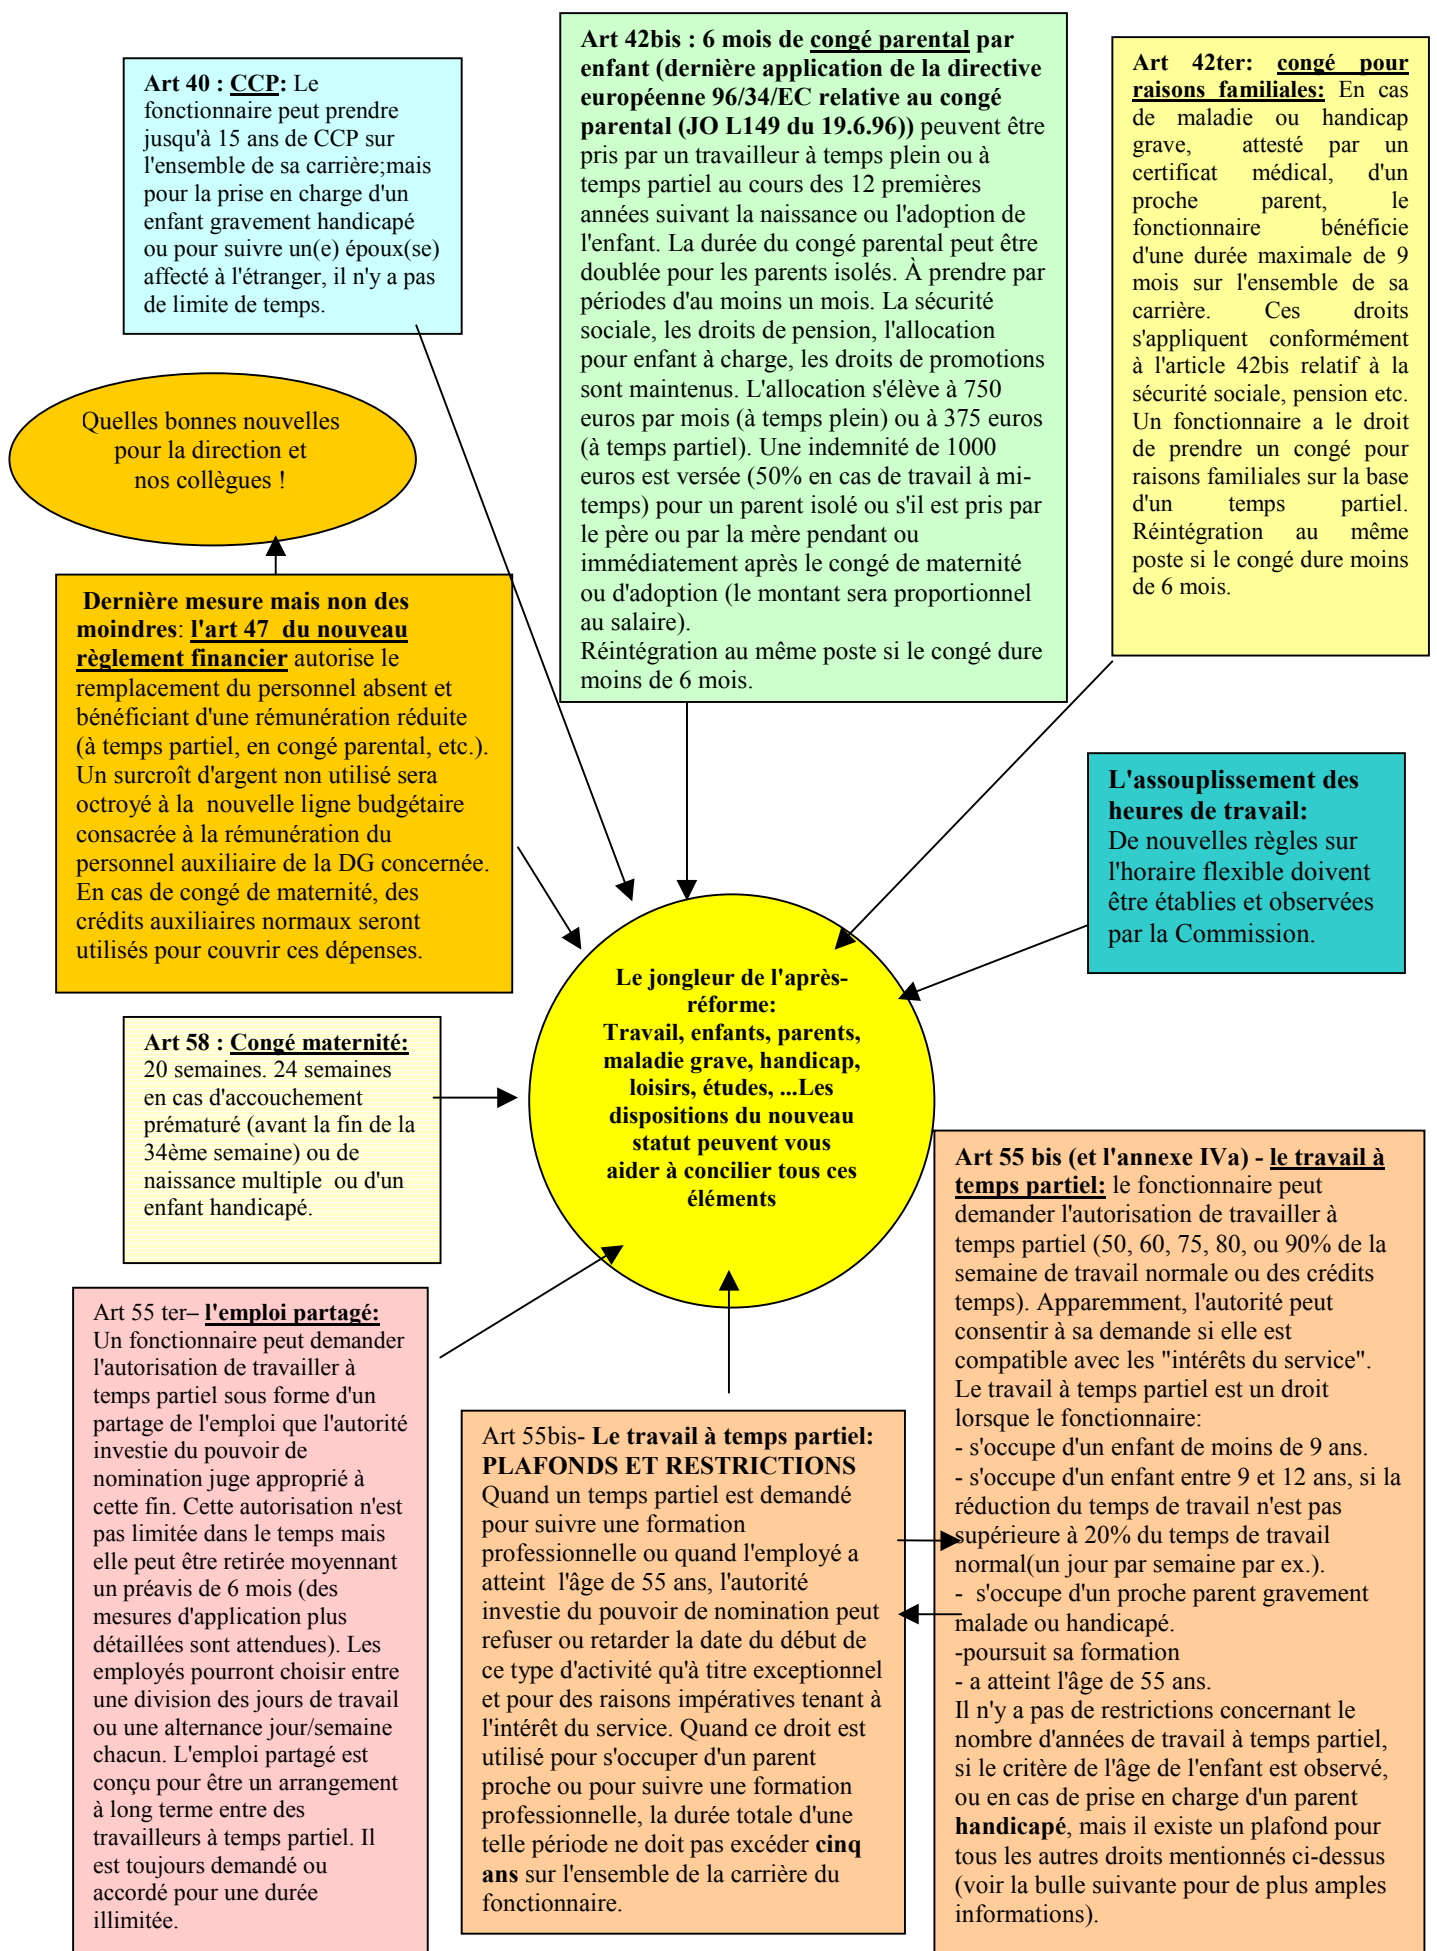 Art 40 : CCP: Le
fonctionnaire peut prendre
jusqu'à 15 ans de CCP sur
l'ensemble de sa carrière;mais
pour la prise en charge d'un
enfant gravement handicapé
ou pour suivre un(e) époux(se)
affecté à l'étranger, il n'y a pas
de limite de temps.
Art 42bis : 6 mois de congé parental par
enfant (dernière application de la directive
européenne 96/34/EC relative au congé
parental (JO L149 du 19.6.96)) peuvent être
pris par un travailleur à temps plein ou à
temps partiel au cours des 12 premières
années suivant la naissance ou l'adoption de
l'enfant. La durée du congé parental peut être
doublée pour les parents isolés. À prendre par
périodes d'au moins un mois. La sécurité
sociale, les droits de pension, l'allocation
pour enfant à charge, les droits de promotions
sont maintenus. L'allocation s'élève à 750
euros par mois (à temps plein) ou à 375 euros
(à temps partiel). Une indemnité de 1000
euros est versée (50% en cas de travail à mi-
temps) pour un parent isolé ou s'il est pris par
le père ou par la mère pendant ou
immédiatement après le congé de maternité
ou d'adoption (le montant sera proportionnel
au salaire).
Réintégration au même poste si le congé dure
moins de 6 mois.
Art 42ter: congé pour
raisons familiales: En cas
de maladie ou handicap
grave, attesté par un
certificat médical, d'un
proche parent, le
fonctionnaire bénéficie
d'une durée maximale de 9
mois sur l'ensemble de sa
carrière. Ces droits
s'appliquent conformément
à l'article 42bis relatif à la
sécurité sociale, pension etc.
Un fonctionnaire a le droit
de prendre un congé pour
raisons familiales sur la base
d'un temps partiel.
Réintégration au même
poste si le congé dure moins
de 6 mois.
Quelles bonnes nouvelles
pour la direction et
nos collègues !
Dernière mesure mais non des
moindres: l'art 47 du nouveau
règlement financier autorise le
remplacement du personnel absent et
bénéficiant d'une rémunération réduite
(à temps partiel, en congé parental, etc.).
Un surcroît d'argent non utilisé sera
octroyé à la nouvelle ligne budgétaire
consacrée à la rémunération du
personnel auxiliaire de la DG concernée.
En cas de congé de maternité, des
crédits auxiliaires normaux seront
utilisés pour couvrir ces dépenses.
L'assouplissement des
heures de travail:
De nouvelles règles sur
l'horaire flexible doivent
être établies et observées
par la Commission.
Le jongleur de l'après-
réforme:
Travail, enfants, parents,
maladie grave, handicap,
loisirs, études, ...Les
dispositions du nouveau
statut peuvent vous
aider à concilier tous ces
éléments
Art 58 : Congé maternité:
20 semaines. 24 semaines
en cas d'accouchement
prématuré (avant la fin de la
34ème semaine) ou de
naissance multiple ou d'un
enfant handicapé.
Art 55 ter– l'emploi partagé:
Un fonctionnaire peut demander
l'autorisation de travailler à
temps partiel sous forme d'un
partage de l'emploi que l'autorité
investie du pouvoir de
nomination juge approprié à
cette fin. Cette autorisation n'est
pas limitée dans le temps mais
elle peut être retirée moyennant
un préavis de 6 mois (des
mesures d'application plus
détaillées sont attendues). Les
employés pourront choisir entre
une division des jours de travail
ou une alternance jour/semaine
chacun. L'emploi partagé est
conçu pour être un arrangement
à long terme entre des
travailleurs à temps partiel. Il
est toujours demandé ou
accordé pour une durée
illimitée.
Art 55bis- Le travail à temps partiel:
PLAFONDS ET RESTRICTIONS
Quand un temps partiel est demandé
pour suivre une formation
professionnelle ou quand l'employé a
atteint l'âge de 55 ans, l'autorité
investie du pouvoir de nomination peut
refuser ou retarder la date du début de
ce type d'activité qu'à titre exceptionnel
et pour des raisons impératives tenant à
l'intérêt du service. Quand ce droit est
utilisé pour s'occuper d'un parent
proche ou pour suivre une formation
professionnelle, la durée totale d'une
telle période ne doit pas excéder cinq
ans sur l'ensemble de la carrière du
fonctionnaire.
Art 55 bis (et l'annexe IVa) - le travail à
temps partiel: le fonctionnaire peut
demander l'autorisation de travailler à
temps partiel (50, 60, 75, 80, ou 90% de la
semaine de travail normale ou des crédits
temps). Apparemment, l'autorité peut
consentir à sa demande si elle est
compatible avec les "intérêts du service".
Le travail à temps partiel est un droit
lorsque le fonctionnaire:
- s'occupe d'un enfant de moins de 9 ans.
- s'occupe d'un enfant entre 9 et 12 ans, si la
réduction du temps de travail n'est pas
supérieure à 20% du temps de travail
normal(un jour par semaine par ex.).
- s'occupe d'un proche parent gravement
malade ou handicapé.
-poursuit sa formation
- a atteint l'âge de 55 ans.
Il n'y a pas de restrictions concernant le
nombre d'années de travail à temps partiel,
si le critère de l'âge de l'enfant est observé,
ou en cas de prise en charge d'un parent
handicapé, mais il existe un plafond pour
tous les autres droits mentionnés ci-dessus
(voir la bulle suivante pour de plus amples
informations).